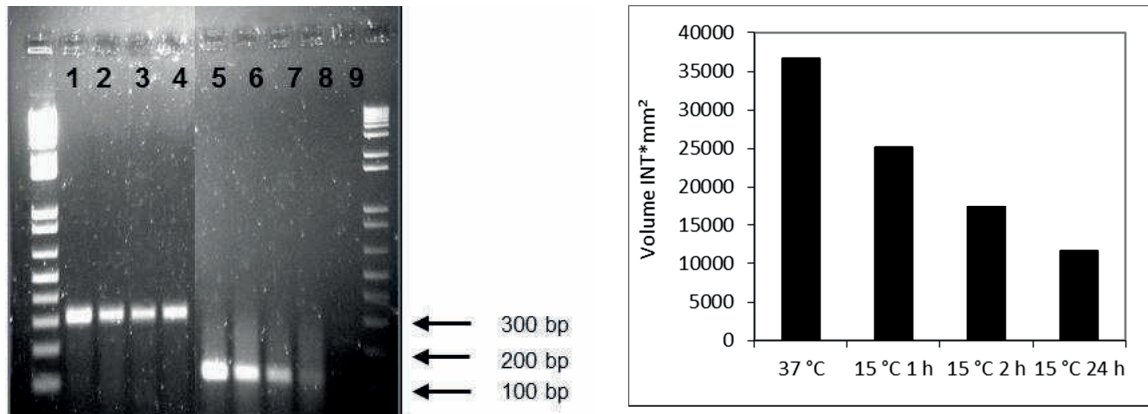 1 2 3 4 5 6 7 8 9
300 bp
200 bp
100 bp
Volume INT*mm²
40000
35000
30000
25000
20000
15000
10000
5000
0
37 °C 15 °C 1 h 15 °C 2 h 15 °C 24 h